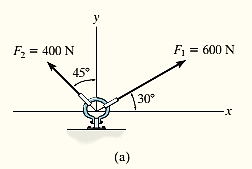 y
F₂ = 400 N
F₁ = 600 N
45°
30°
x
(a)